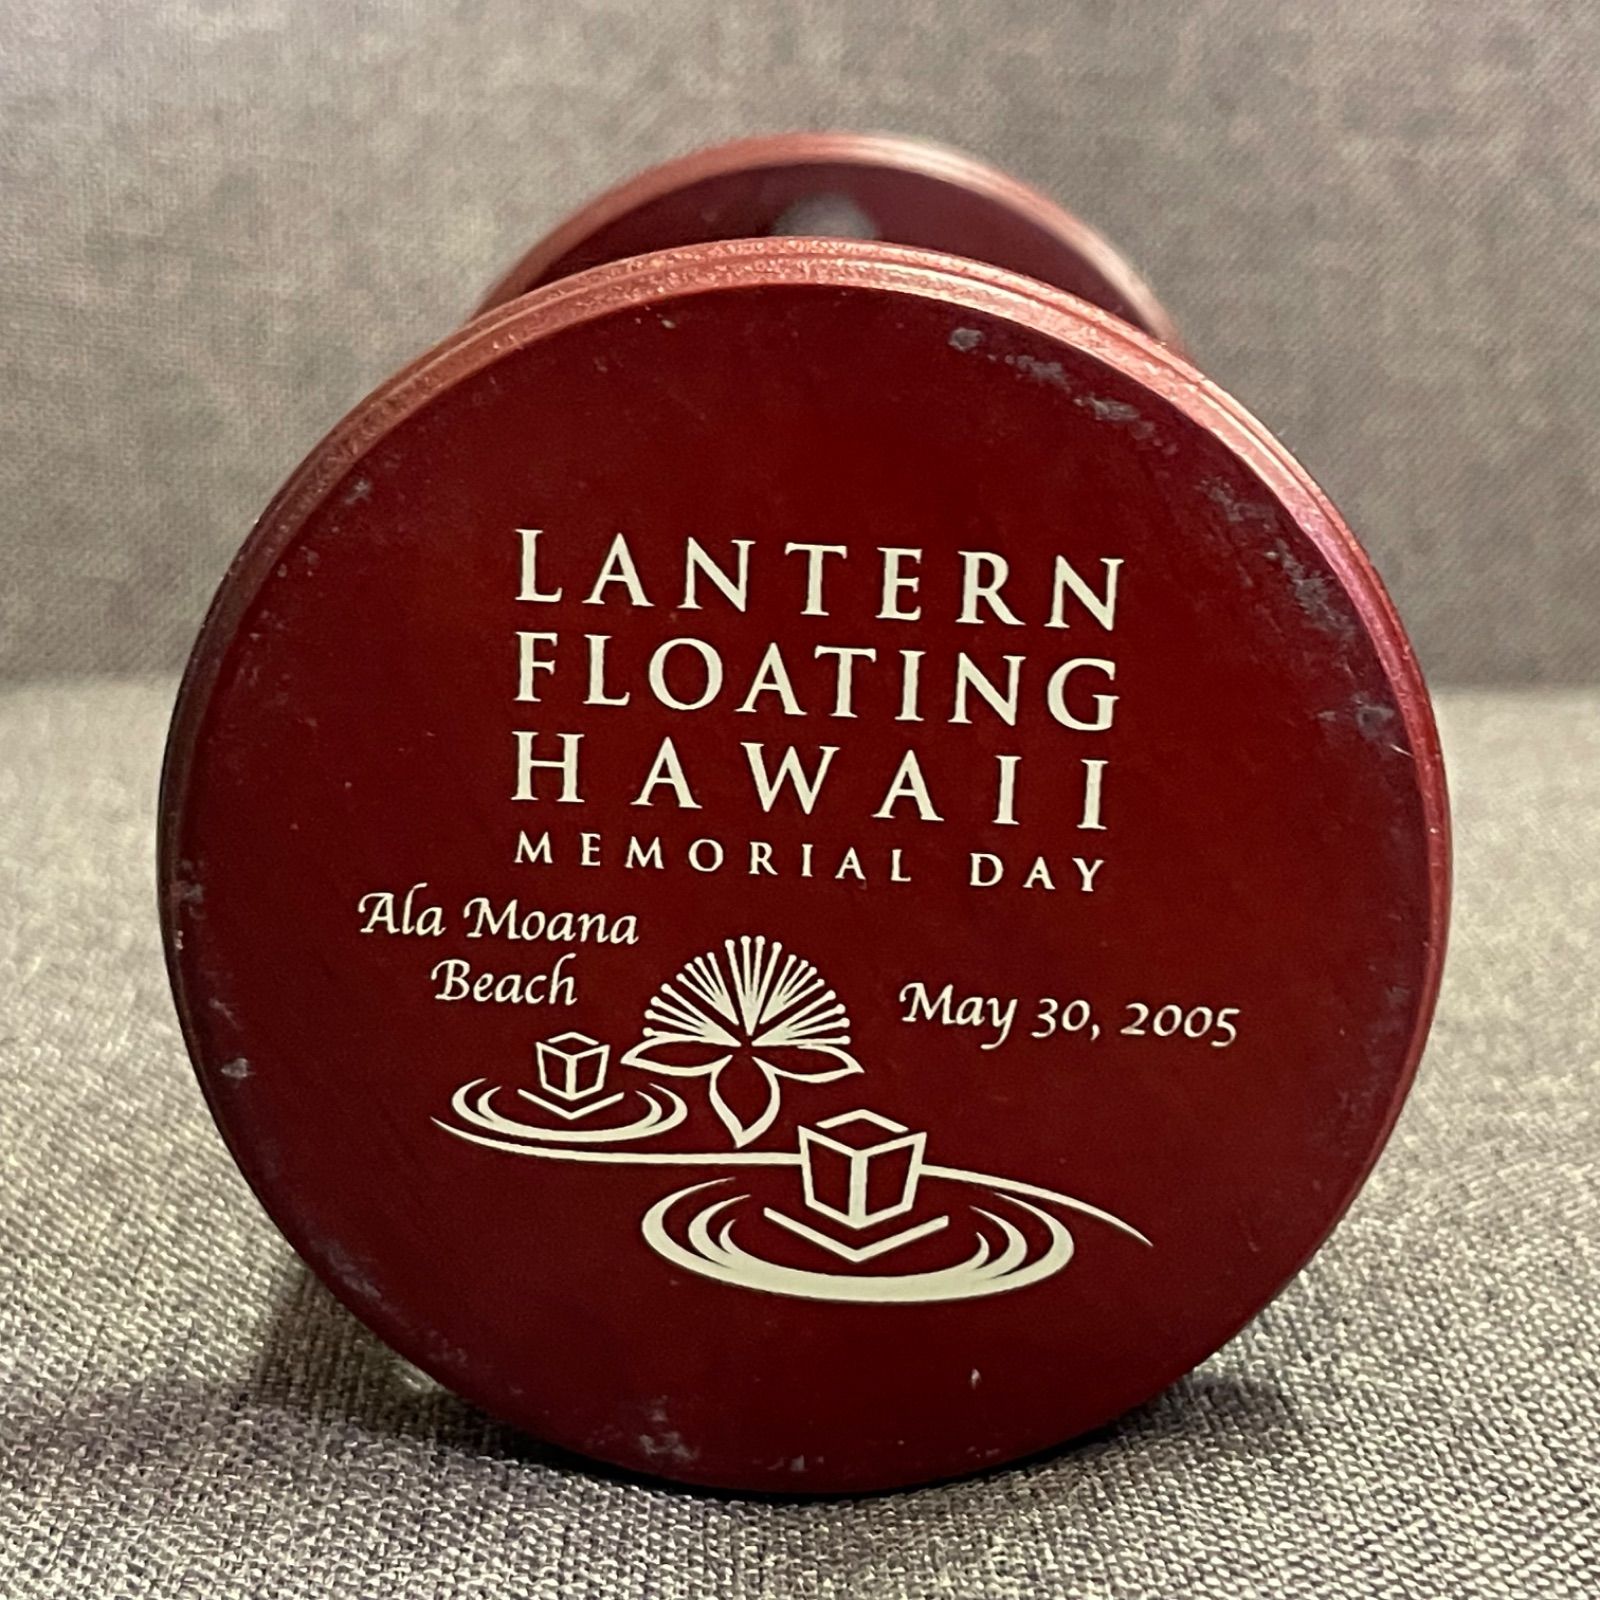 LANTERN
FLOATING
HAWAII
MEMORIAL DAY
Ala Moana
Beach
May 30, 2005